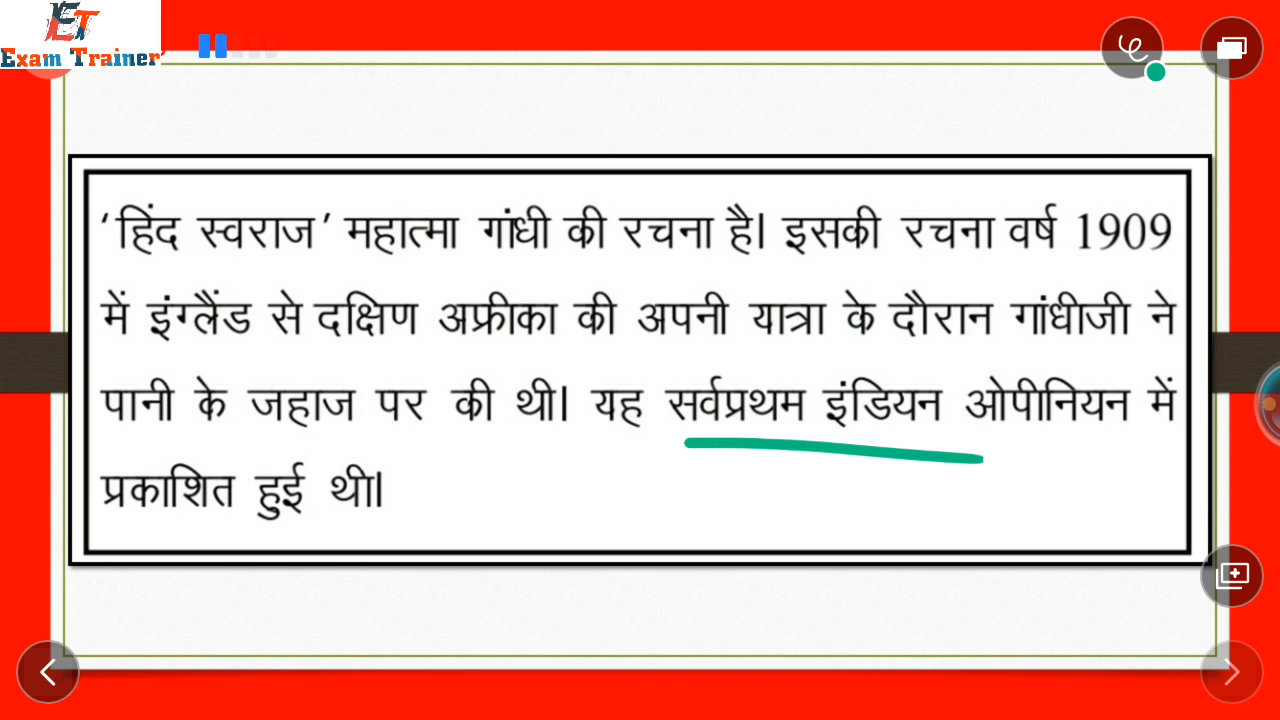 ET
Exam Trainer
‘हिंद स्वराज’ महात्मा गांधी की रचना है। इसकी रचना वर्ष 1909
में इंग्लैंड से दक्षिण अफ्रीका की अपनी यात्रा के दौरान गांधीजी ने
पानी के जहाज पर की थी। यह सर्वप्रथम इंडियन ओपीनियन में
प्रकाशित हुई थी।